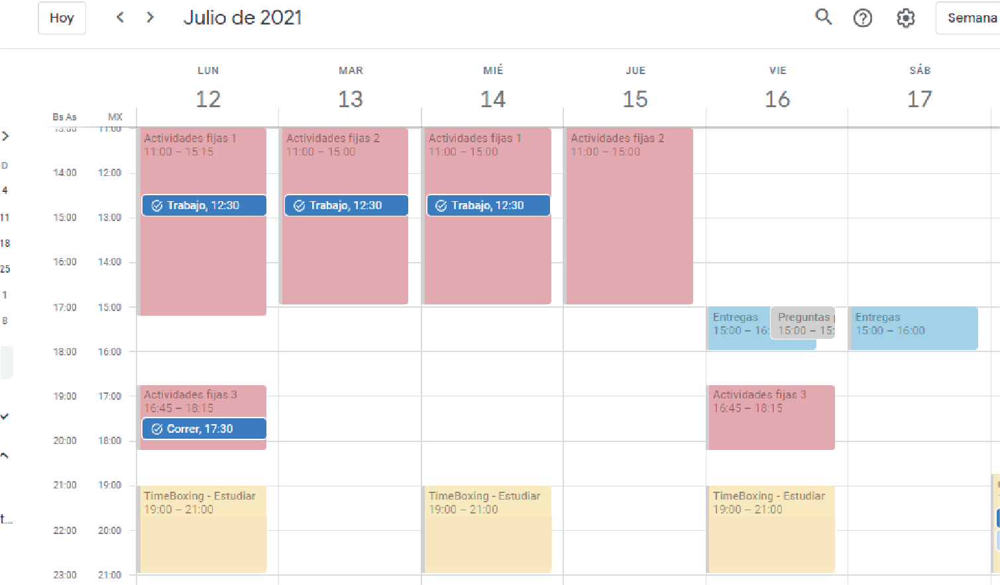 Hoy
Julio de 2021
Semana
LUN
MAR
MIÉ
JUE
VIE
SÁB
12
13
14
15
16
17
Bs As
MX
13:00
11:00
Actividades fijas 1
11:00 – 15:15
Actividades fijas 2
11:00 – 15:00
Actividades fijas 1
11:00 – 15:00
Actividades fijas 2
11:00 – 15:00
D
14:00
12:00
4
Trabajo, 12:30
Trabajo, 12:30
Trabajo, 12:30
11
15:00
13:00
18
16:00
14:00
25
1
17:00
15:00
8
Entregas
15:00 – 16:
Preguntas
15:00 – 15:
Entregas
15:00 – 16:00
18:00
16:00
19:00
17:00
Actividades fijas 3
16:45 – 18:15
Actividades fijas 3
16:45 – 18:15
Correr, 17:30
20:00
18:00
21:00
19:00
TimeBoxing - Estudiar
19:00 – 21:00
TimeBoxing - Estudiar
19:00 – 21:00
TimeBoxing - Estudiar
19:00 – 21:00
t...
22:00
20:00
23:00
21:00